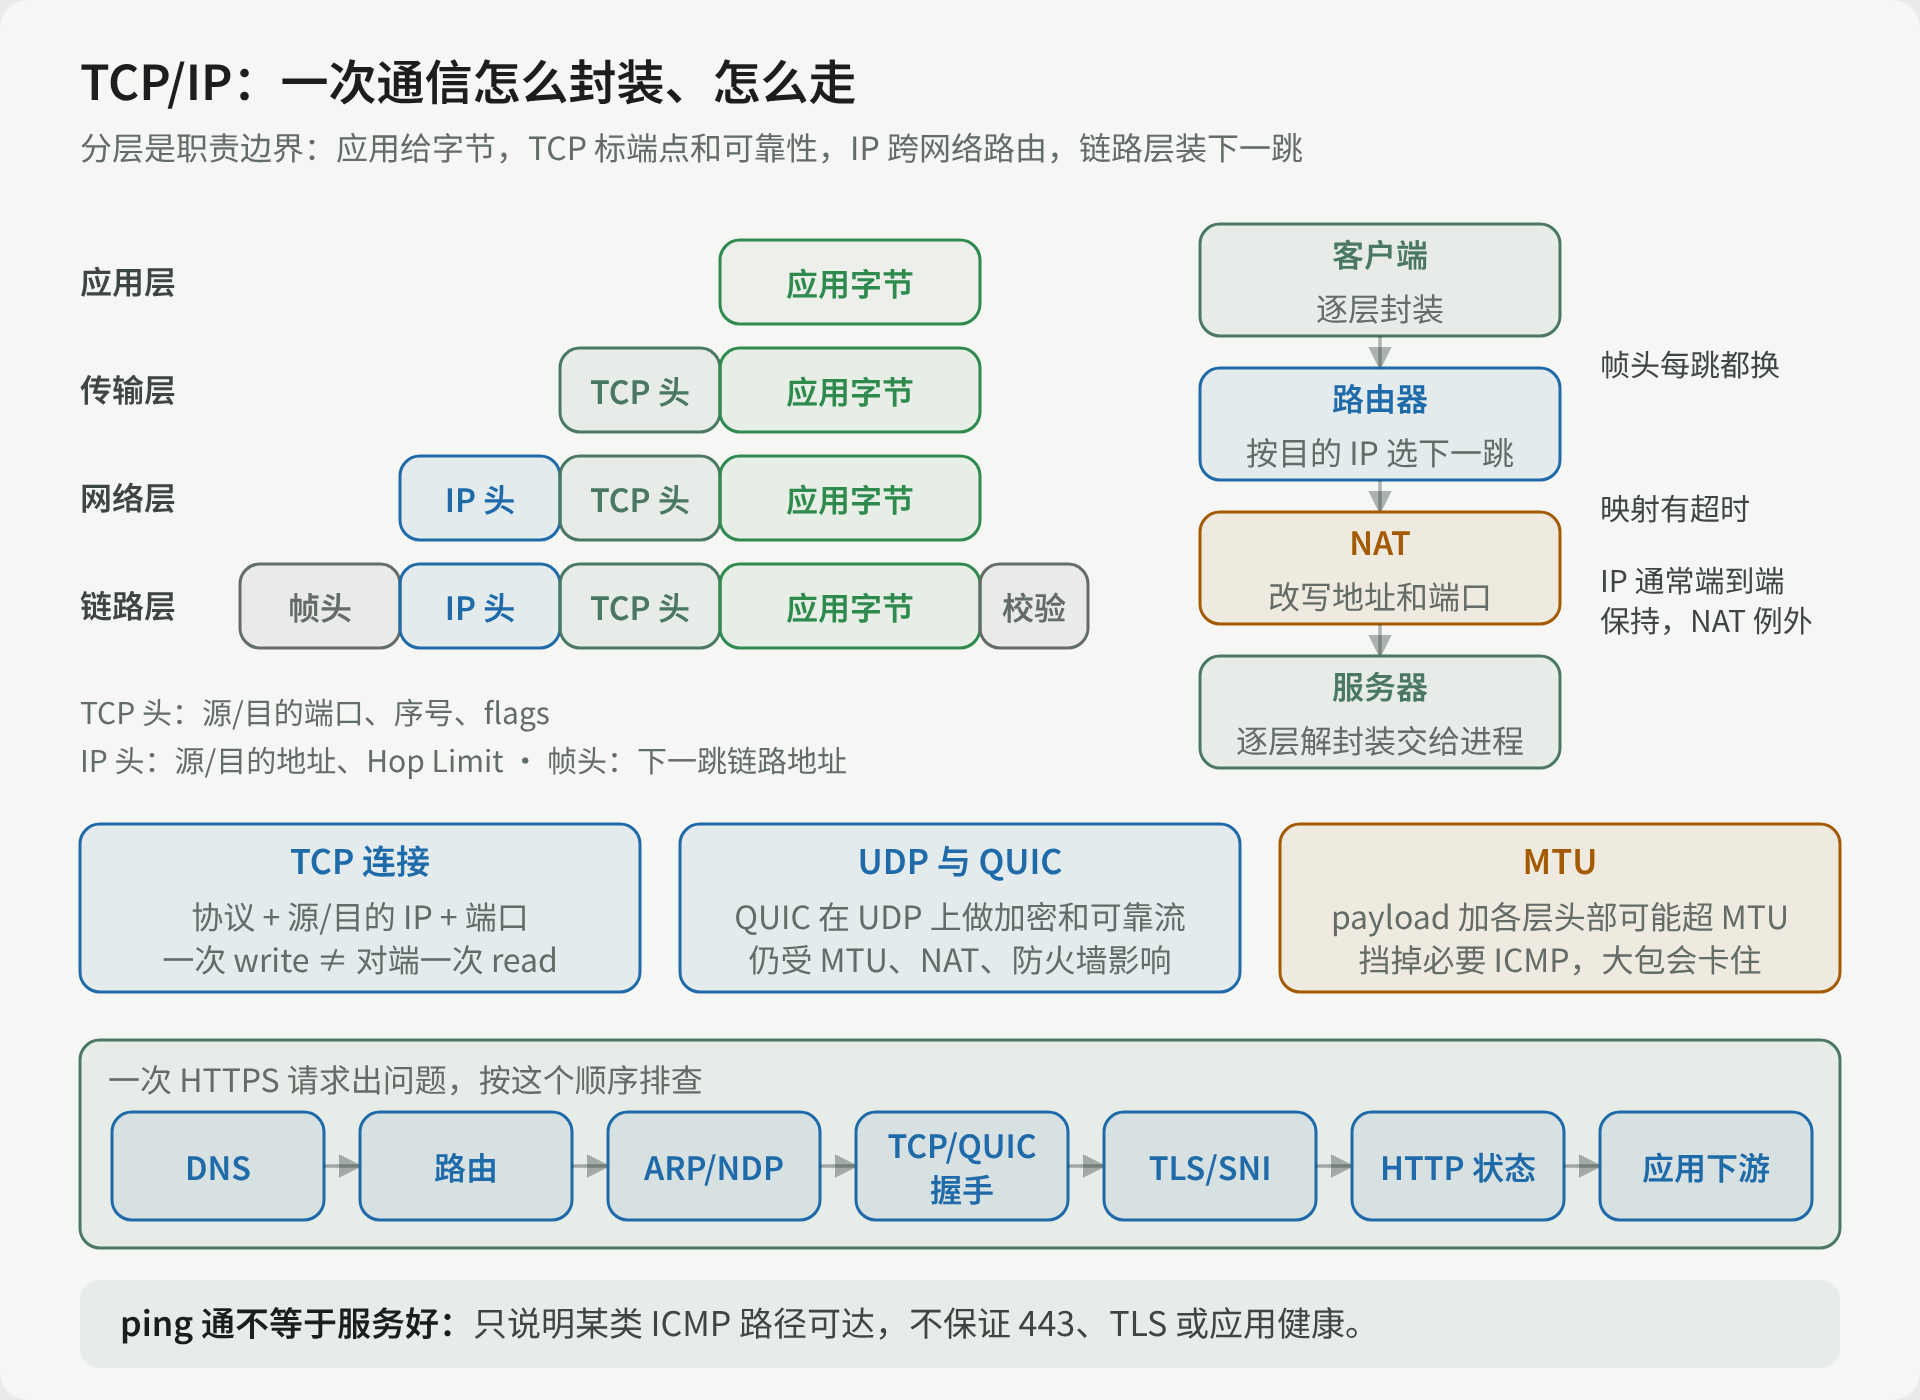 TCP/IP：一次通信怎么封装、怎么走
分层是职责边界：应用给字节，TCP 标端点和可靠性，IP 跨网络路由，链路层装下一跳
应用层
应用字节
传输层
TCP 头
应用字节
网络层
IP 头
TCP 头
应用字节
链路层
帧头
IP 头
TCP 头
应用字节
校验
TCP 头：源/目的端口、序号、flags
IP 头：源/目的地址、Hop Limit · 帧头：下一跳链路地址
客户端
逐层封装
帧头每跳都换
路由器
按目的 IP 选下一跳
映射有超时
NAT
改写地址和端口
IP 通常端到端
保持，NAT 例外
服务器
逐层解封装交给进程
TCP 连接
协议 + 源/目的 IP + 端口
一次 write ≠ 对端一次 read
UDP 与 QUIC
QUIC 在 UDP 上做加密和可靠流
仍受 MTU、NAT、防火墙影响
MTU
payload 加各层头部可能超 MTU
挡掉必要 ICMP，大包会卡住
一次 HTTPS 请求出问题，按这个顺序排查
DNS
路由
ARP/NDP
TCP/QUIC
握手
TLS/SNI
HTTP 状态
应用下游
ping 通不等于服务好：只说明某类 ICMP 路径可达，不保证 443、TLS 或应用健康。